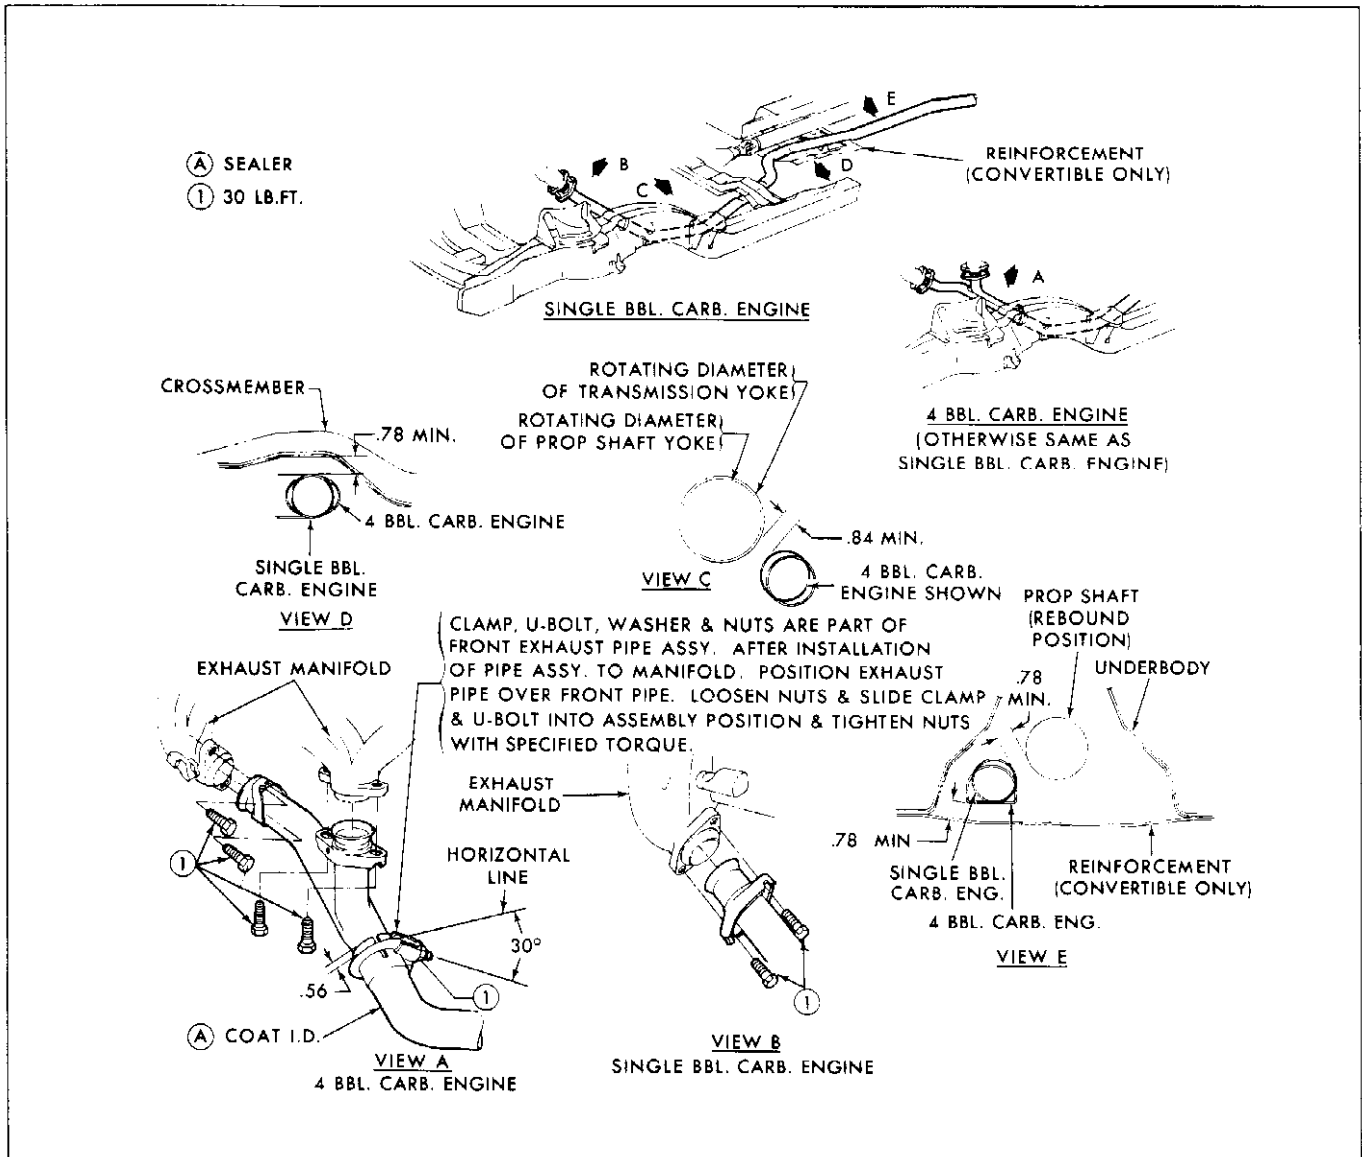 Ⓐ SEALER
① 30 LB.FT.
B
C
E
D
REINFORCEMENT
(CONVERTIBLE ONLY)
SINGLE BBL. CARB. ENGINE
A
4 BBL. CARB. ENGINE
(OTHERWISE SAME AS
SINGLE BBL. CARB. ENGINE)
CROSSMEMBER
.78 MIN.
4 BBL. CARB. ENGINE
SINGLE BBL.
CARB. ENGINE
VIEW D
ROTATING DIAMETER
OF TRANSMISSION YOKE
ROTATING DIAMETER
OF PROP SHAFT YOKE
.84 MIN.
4 BBL. CARB.
ENGINE SHOWN
VIEW C
CLAMP, U-BOLT, WASHER & NUTS ARE PART OF
FRONT EXHAUST PIPE ASSY. AFTER INSTALLATION
OF PIPE ASSY. TO MANIFOLD. POSITION EXHAUST
PIPE OVER FRONT PIPE. LOOSEN NUTS & SLIDE CLAMP
& U-BOLT INTO ASSEMBLY POSITION & TIGHTEN NUTS
WITH SPECIFIED TORQUE.
EXHAUST MANIFOLD
①
HORIZONTAL
LINE
30°
.56
①
Ⓐ COAT I.D.
VIEW A
4 BBL. CARB. ENGINE
EXHAUST
MANIFOLD
①
VIEW B
SINGLE BBL. CARB. ENGINE
PROP SHAFT
(REBOUND
POSITION)
UNDERBODY
.78
MIN.
.78 MIN
SINGLE BBL.
CARB. ENG.
4 BBL. CARB. ENG.
REINFORCEMENT
(CONVERTIBLE ONLY)
VIEW E